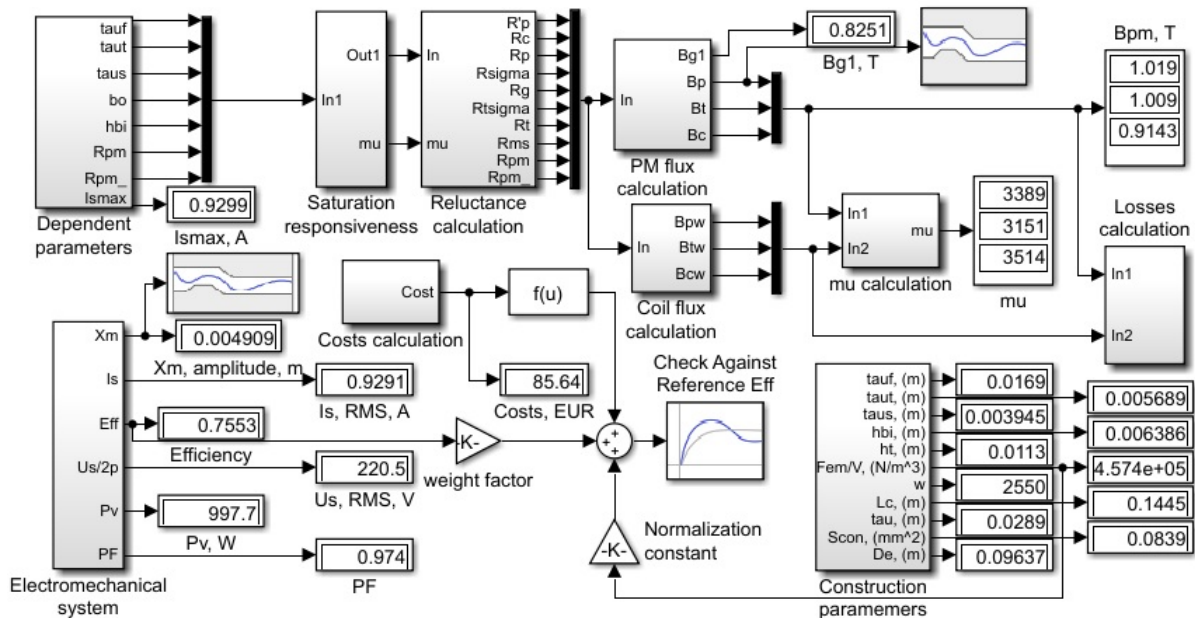 tauf
taut
taus
bo
hbi
Rpm
Rpm_
Ismax
Dependent
parameters
0.9299
Ismax, A
In1
Out1
mu
Saturation
responsiveness
In
mu
R'p
Rc
Rp
Rsigma
Rg
Rtsigma
Rt
Rms
Rpm
Rpm_
Reluctance
calculation
In
Bg1
Bp
Bt
Bc
PM flux
calculation
0.8251
Bg1, T
Bpm, T
1.019
1.009
0.9143
In
Bpw
Btw
Bcw
Coil flux
calculation
In1
In2
mu
mu calculation
3389
3151
3514
mu
Losses
calculation
In1
In2
Cost
Costs calculation
f(u)
85.64
Costs, EUR
Xm
Is
Eff
Us/2p
Pv
PF
Electromechanical
system
0.004909
Xm, amplitude, m
0.9291
Is, RMS, A
0.7553
Efficiency
220.5
Us, RMS, V
997.7
Pv, W
0.974
PF
-K-
weight factor
+
+
+
Check Against
Reference Eff
-K-
Normalization
constant
tauf, (m)
taut, (m)
taus, (m)
hbi, (m)
ht, (m)
Fem/V, (N/m^3)
w
Lc, (m)
tau, (m)
Scon, (mm^2)
De, (m)
Construction
paramemers
0.0169
0.005689
0.003945
0.006386
0.0113
4.574e+05
2550
0.1445
0.0289
0.0839
0.09637